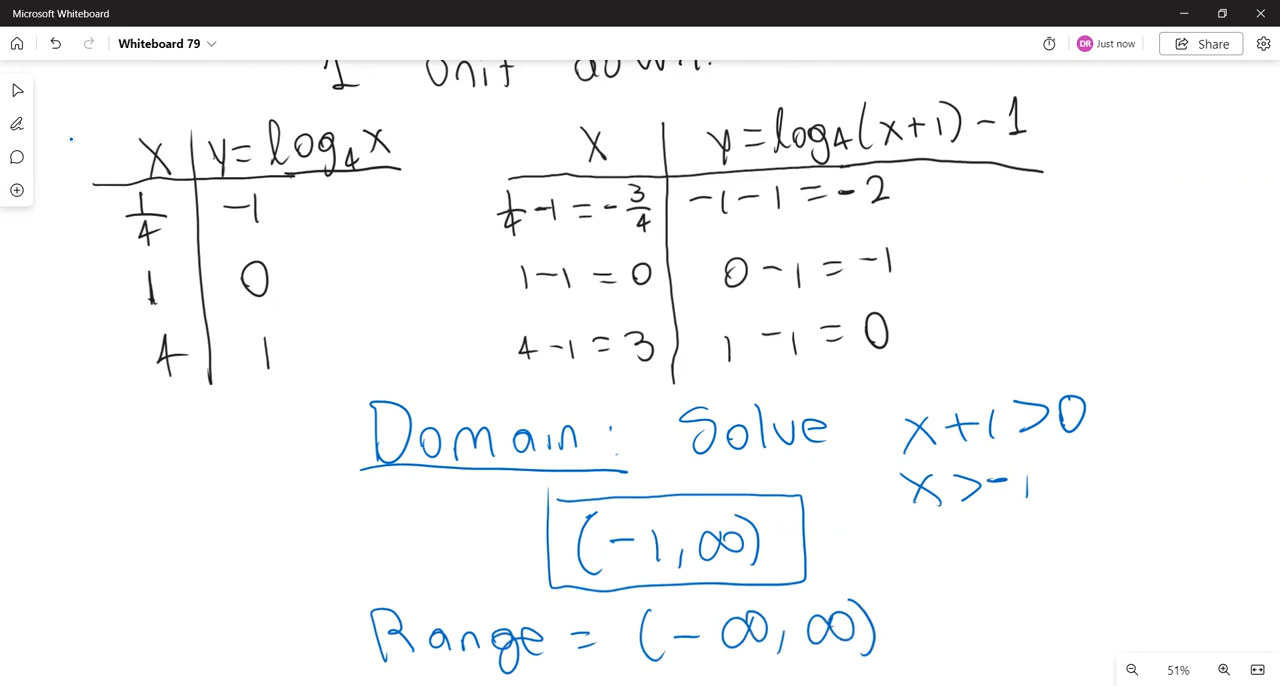 Microsoft Whiteboard
Whiteboard 79
DR Just now Share
1 unit down.
x | y = log₄ x
1/4 | -1
1 | 0
4 | 1
x | y = log₄(x+1) - 1
1/4 - 1 = -3/4 | -1 - 1 = -2
1 - 1 = 0 | 0 - 1 = -1
4 - 1 = 3 | 1 - 1 = 0
Domain: Solve x + 1 > 0
x > -1
(-1, ∞)
Range = (-∞, ∞)
51%